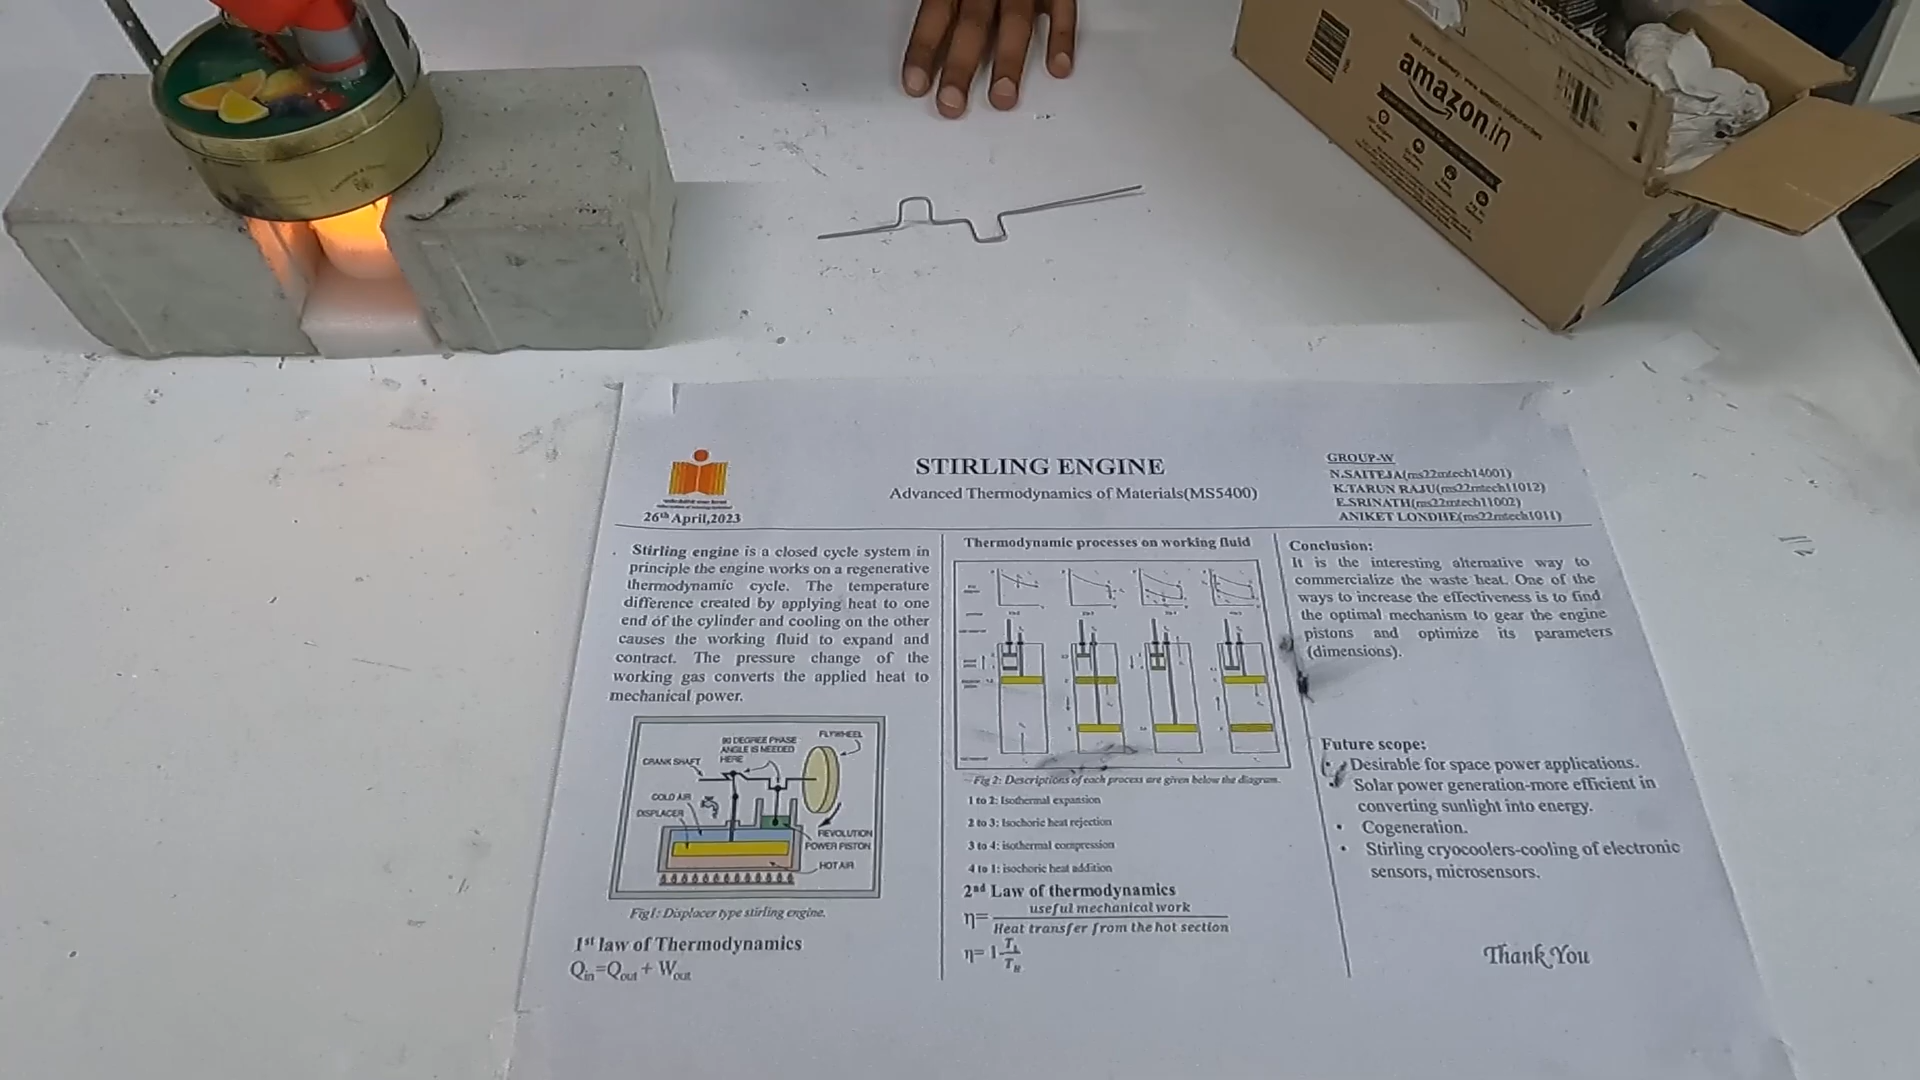 amazon.in
STIRLING ENGINE
Advanced Thermodynamics of Materials(MS5400)
26th April,2023
GROUP-W
N.SAITEJA(ms22mtech14001)
K.TARUN RAJU(ms22mtech11012)
E.SRINATH(ms22mtech11002)
ANIKET LONDHE(ms22mtech1011)
Stirling engine is a closed cycle system in
principle the engine works on a regenerative
thermodynamic cycle. The temperature
difference created by applying heat to one
end of the cylinder and cooling on the other
causes the working fluid to expand and
contract. The pressure change of the
working gas converts the applied heat to
mechanical power.
90 DEGREE PHASE
ANGLE IS NEEDED
HERE
FLYWHEEL
CRANK SHAFT
COLD AIR
DISPLACER
REVOLUTION
POWER PISTON
HOT AIR
Fig1: Displacer type stirling engine.
1st law of Thermodynamics
Qin=Qout + Wout
Thermodynamic processes on working fluid
Fig 2: Descriptions of each process are given below the diagram.
1 to 2: Isothermal expansion
2 to 3: Isochoric heat rejection
3 to 4: isothermal compression
4 to 1: isochoric heat addition
2nd Law of thermodynamics
η= useful mechanical work
Heat transfer from the hot section
η= 1-TL
TH
Conclusion:
It is the interesting alternative way to
commercialize the waste heat. One of the
ways to increase the effectiveness is to find
the optimal mechanism to gear the engine
pistons and optimize its parameters
(dimensions).
Future scope:
• Desirable for space power applications.
Solar power generation-more efficient in
converting sunlight into energy.
• Cogeneration.
• Stirling cryocoolers-cooling of electronic
sensors, microsensors.
Thank You